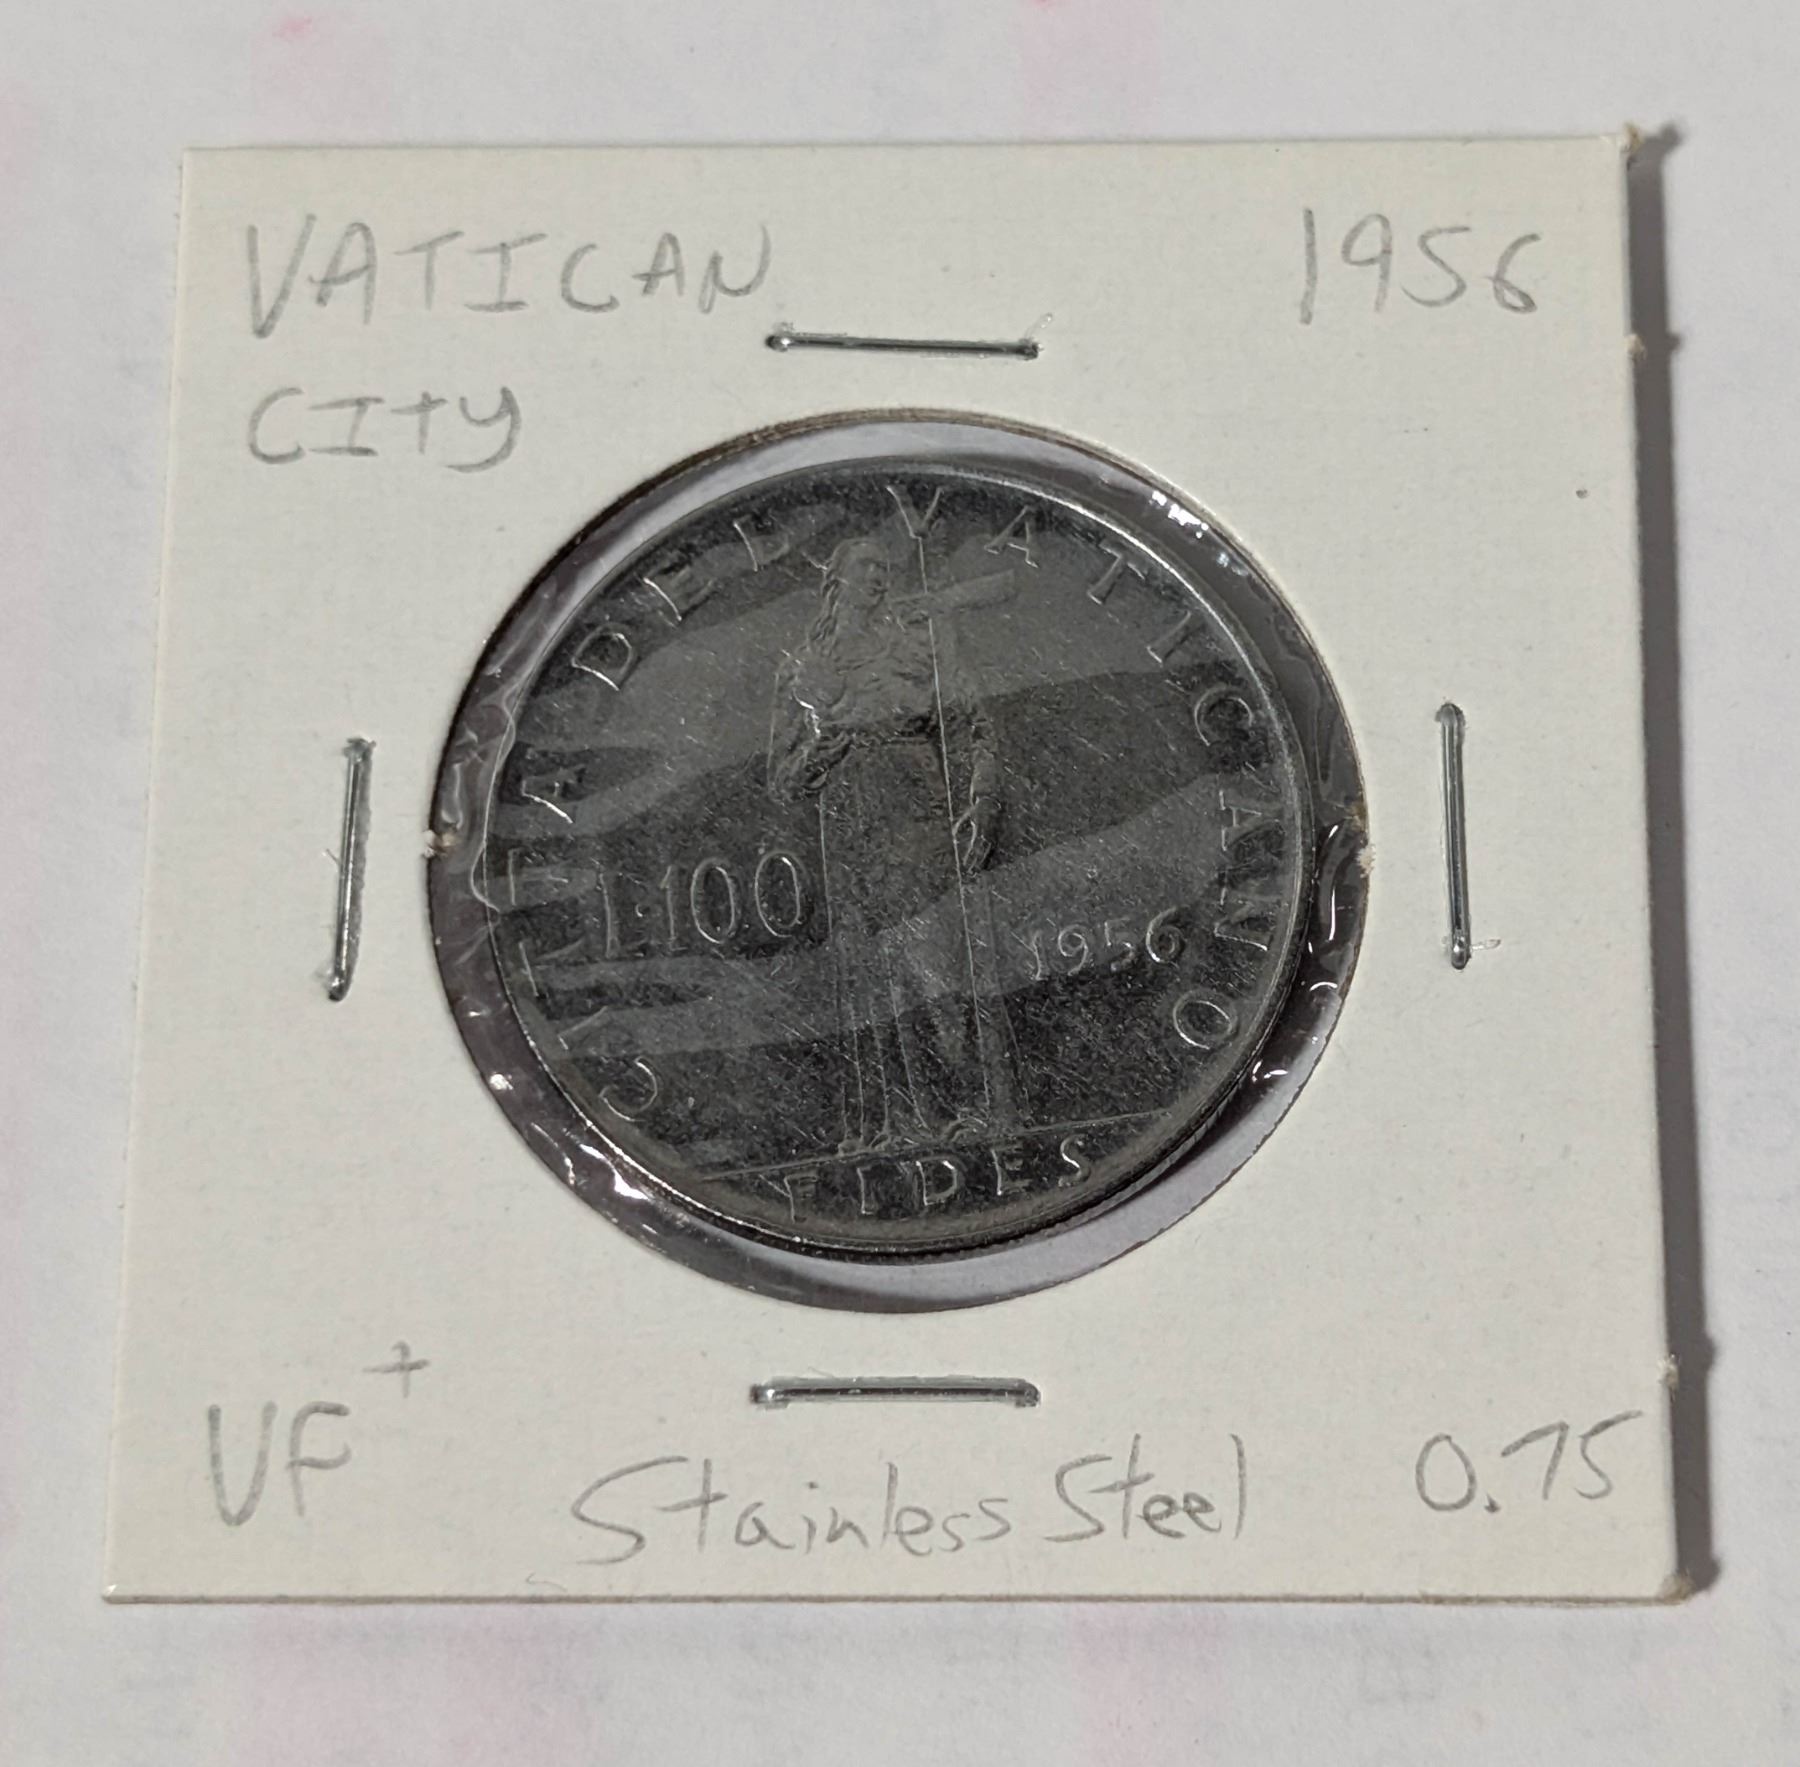 VATICAN 1956
CITY
CITTA DEL VATICANO
L.100
1956
FIDES
VF+ Stainless Steel 0.75